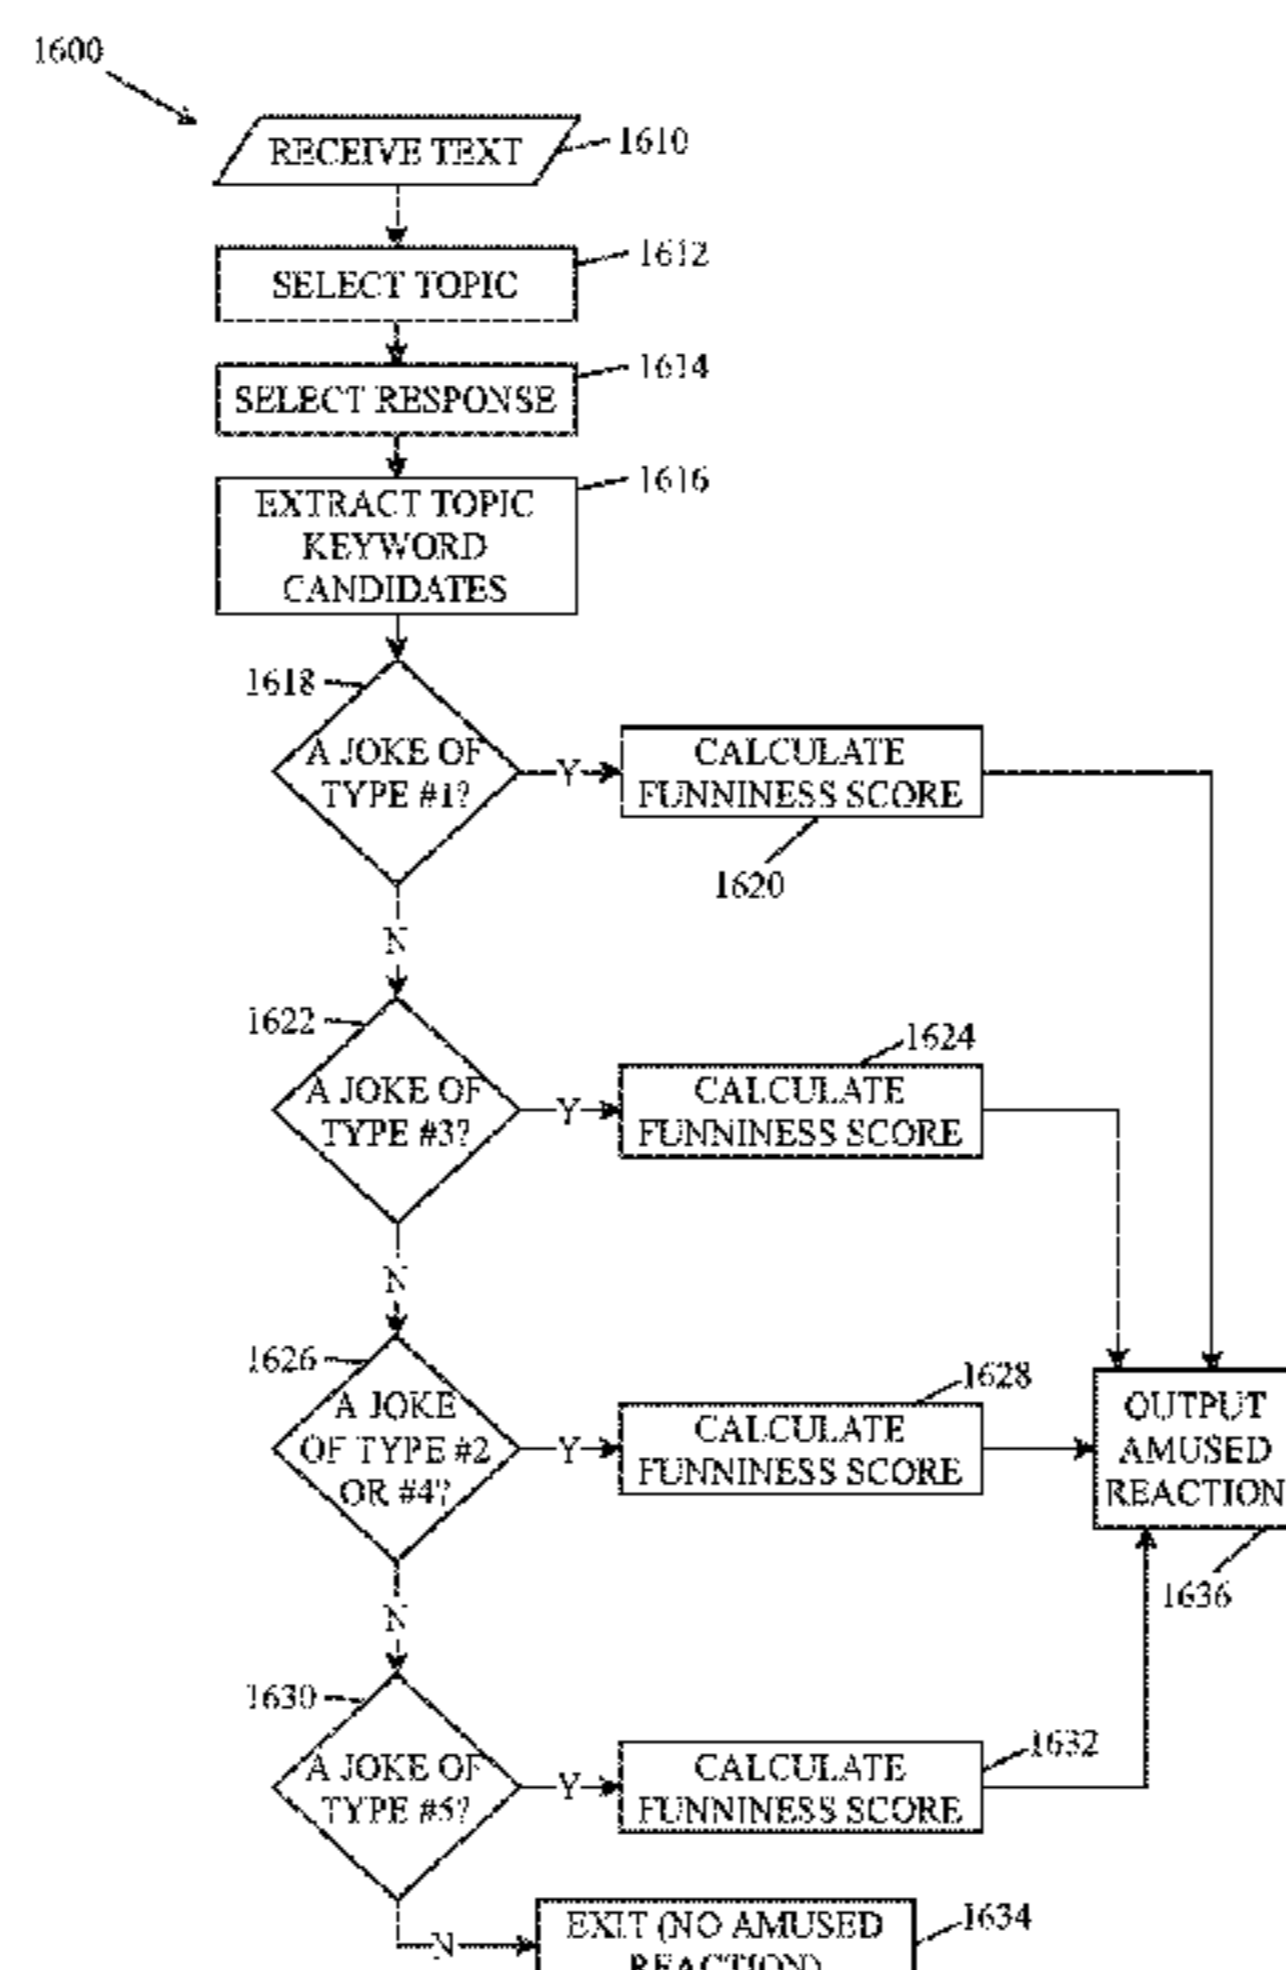 1600
RECEIVE TEXT
1610
SELECT TOPIC
1612
SELECT RESPONSE
1614
EXTRACT TOPIC
KEYWORD
CANDIDATES
1616
1618
A JOKE OF
TYPE #1?
Y
CALCULATE
FUNNINESS SCORE
1620
N
1622
A JOKE OF
TYPE #3?
Y
1624
CALCULATE
FUNNINESS SCORE
N
1626
A JOKE
OF TYPE #2
OR #4?
Y
1628
CALCULATE
FUNNINESS SCORE
OUTPUT
AMUSED
REACTION
1636
N
1630
A JOKE OF
TYPE #5?
Y
CALCULATE
FUNNINESS SCORE
1632
N
EXIT (NO AMUSED
REACTION)
1634